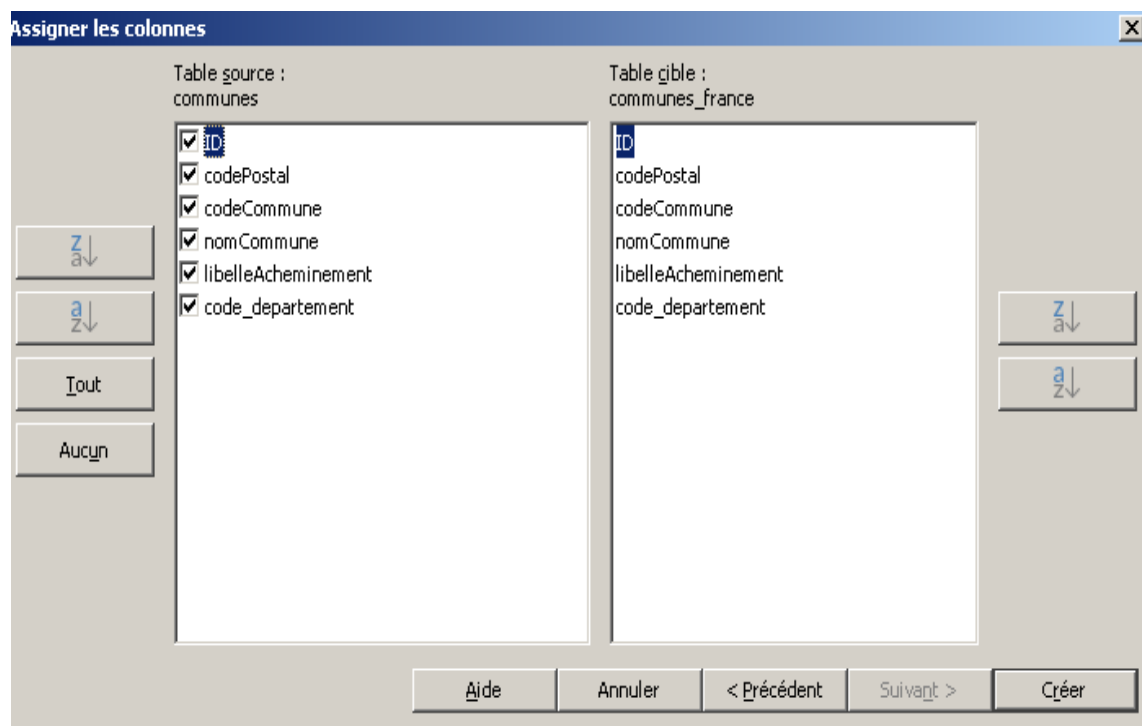 Assigner les colonnes
Table source :
communes
ID
codePostal
codeCommune
nomCommune
libelleAcheminement
code_departement
Table cible :
communes_france
ID
codePostal
codeCommune
nomCommune
libelleAcheminement
code_departement
Z
a
a
z
Tout
Aucun
Z
a
a
z
Aide
Annuler
< Précédent
Suivant >
Créer